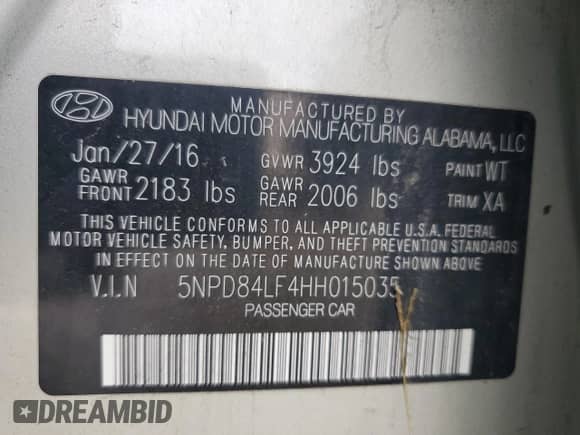 MANUFACTURED BY
HYUNDAI MOTOR MANUFACTURING ALABAMA, LLC
Jan/27/16 GVWR 3924 lbs PAINT WT
GAWR FRONT 2183 lbs GAWR REAR 2006 lbs TRIM XA
THIS VEHICLE CONFORMS TO ALL APPLICABLE U.S.A. FEDERAL
MOTOR VEHICLE SAFETY, BUMPER, AND THEFT PREVENTION STANDARDS
IN EFFECT ON THE DATE OF MANUFACTURE SHOWN ABOVE.
V.I.N 5NPD84LF4HH015035
PASSENGER CAR
DREAMBID